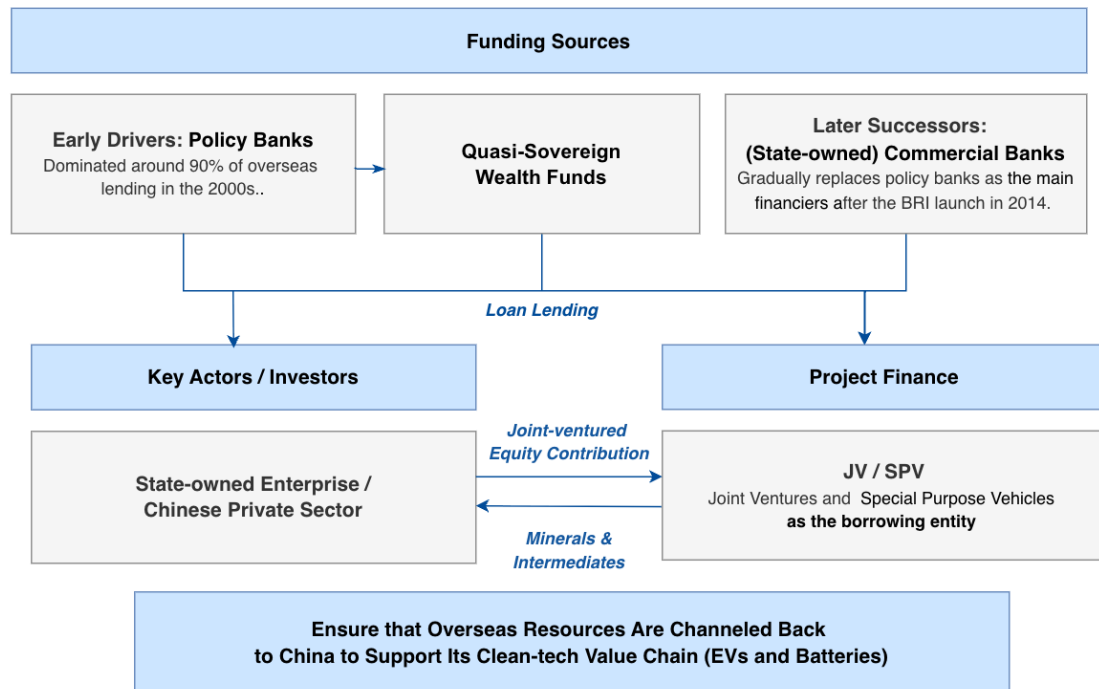 Funding Sources
Early Drivers: Policy Banks
Dominated around 90% of overseas
lending in the 2000s..
Quasi-Sovereign
Wealth Funds
Later Successors:
(State-owned) Commercial Banks
Gradually replaces policy banks as the main
financiers after the BRI launch in 2014.
Loan Lending
Key Actors / Investors
Project Finance
Joint-ventured
Equity Contribution
State-owned Enterprise /
Chinese Private Sector
JV / SPV
Joint Ventures and Special Purpose Vehicles
as the borrowing entity
Minerals &
Intermediates
Ensure that Overseas Resources Are Channeled Back
to China to Support Its Clean-tech Value Chain (EVs and Batteries)